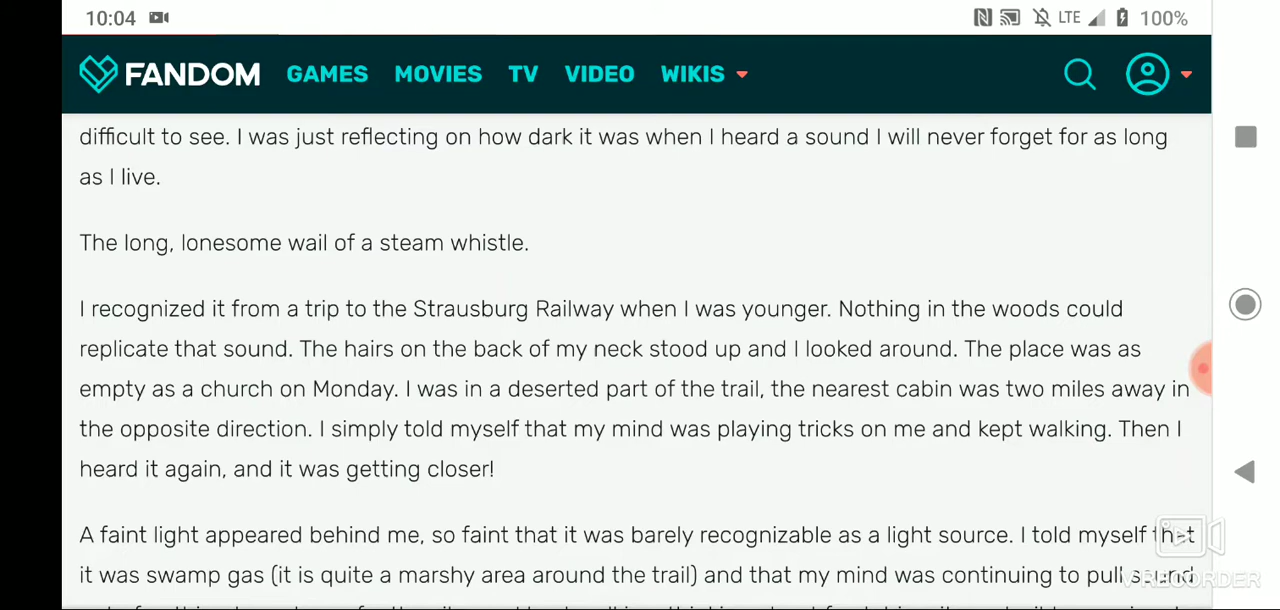 10:04 LTE 100%
FANDOM GAMES MOVIES TV VIDEO WIKIS
difficult to see. I was just reflecting on how dark it was when I heard a sound I will never forget for as long
as I live.
The long, lonesome wail of a steam whistle.
I recognized it from a trip to the Strausburg Railway when I was younger. Nothing in the woods could
replicate that sound. The hairs on the back of my neck stood up and I looked around. The place was as
empty as a church on Monday. I was in a deserted part of the trail, the nearest cabin was two miles away in
the opposite direction. I simply told myself that my mind was playing tricks on me and kept walking. Then I
heard it again, and it was getting closer!
A faint light appeared behind me, so faint that it was barely recognizable as a light source. I told myself that
it was swamp gas (it is quite a marshy area around the trail) and that my mind was continuing to pull sound
VRECORDER